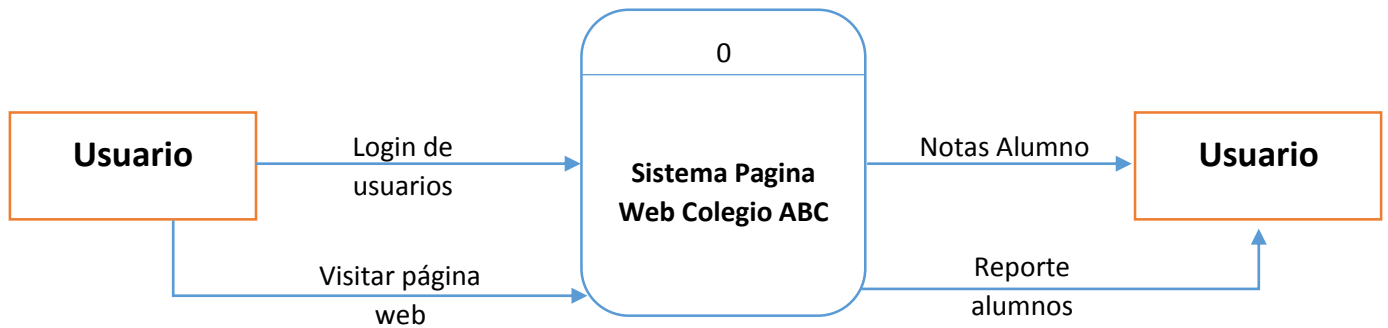 0
Usuario
Login de
usuarios
Visitar página
web
Sistema Pagina
Web Colegio ABC
Notas Alumno
Reporte
alumnos
Usuario